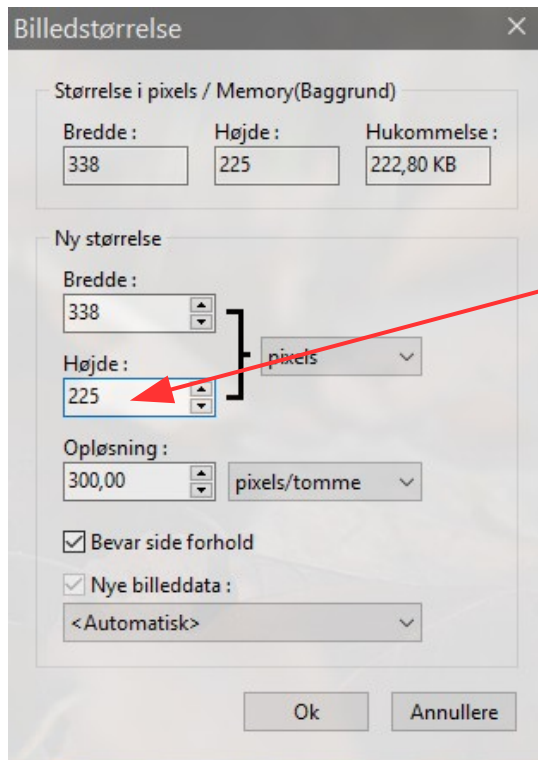 Billedstørrelse
Størrelse i pixels / Memory(Baggrund)
Bredde : Højde : Hukommelse :
338 225 222,80 KB
Ny størrelse
Bredde :
338
pixels
Højde :
225
Opløsning :
300,00 pixels/tomme
Bevar side forhold
Nye billeddata :
<Automatisk>
Ok Annullere